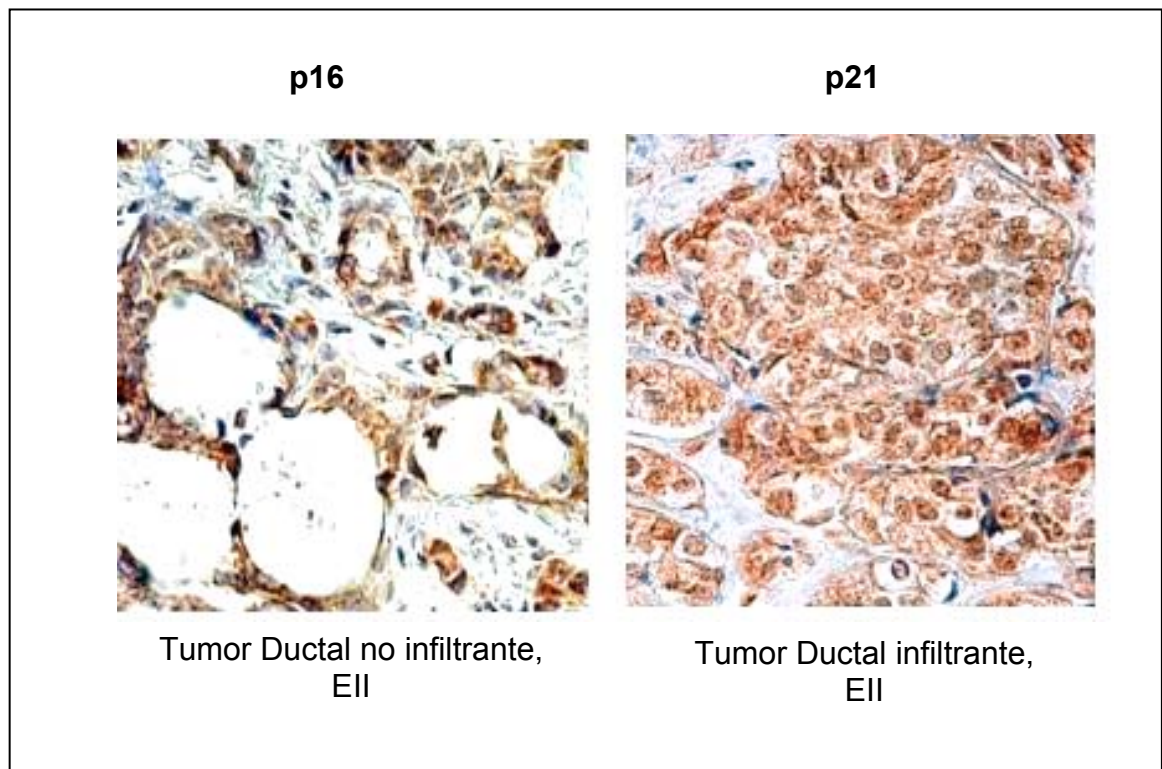 p16
p21
Tumor Ductal no infiltrante,
EII
Tumor Ductal infiltrante,
EII